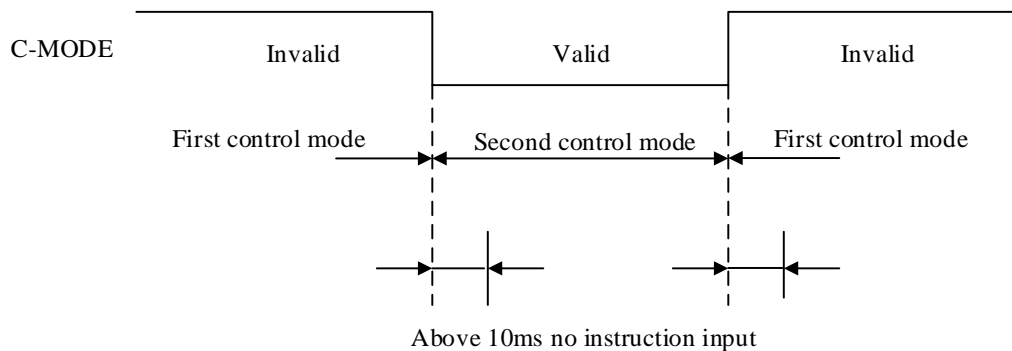 C-MODE
Invalid
Valid
Invalid
First control mode
Second control mode
First control mode
Above 10ms no instruction input